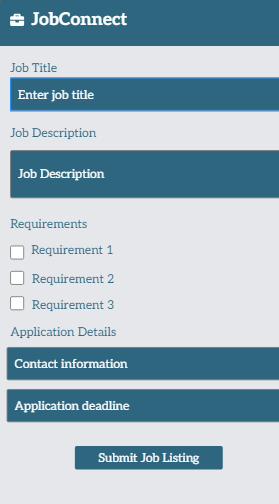 JobConnect
Job Title
Enter job title
Job Description
Job Description
Requirements
Requirement 1
Requirement 2
Requirement 3
Application Details
Contact information
Application deadline
Submit Job Listing